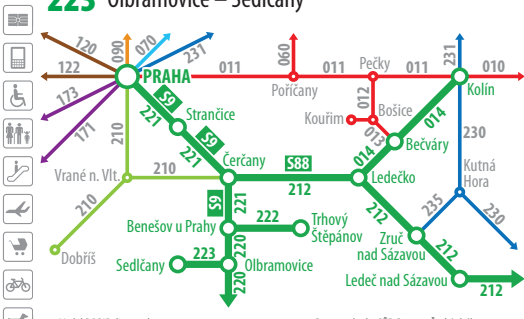 223 Olbramovice – Sedlčany
120
090
070
231
060
231
122
PRAHA
011
011
Pečky
011
010
Poříčany
Kolín
173
S9
012
171
221
Strančice
Kouřim
Bošice
014
210
S9
013
Bečváry
230
221
Čerčany
S88
014
Kutná
Hora
Vrané n. Vlt.
210
212
Ledečko
210
S9
221
212
235
230
Benešov u Prahy
222
Trhový
Štěpánov
Dobříš
220
Zruč
nad Sázavou
212
Sedlčany
223
Olbramovice
220
Ledeč nad Sázavou
212